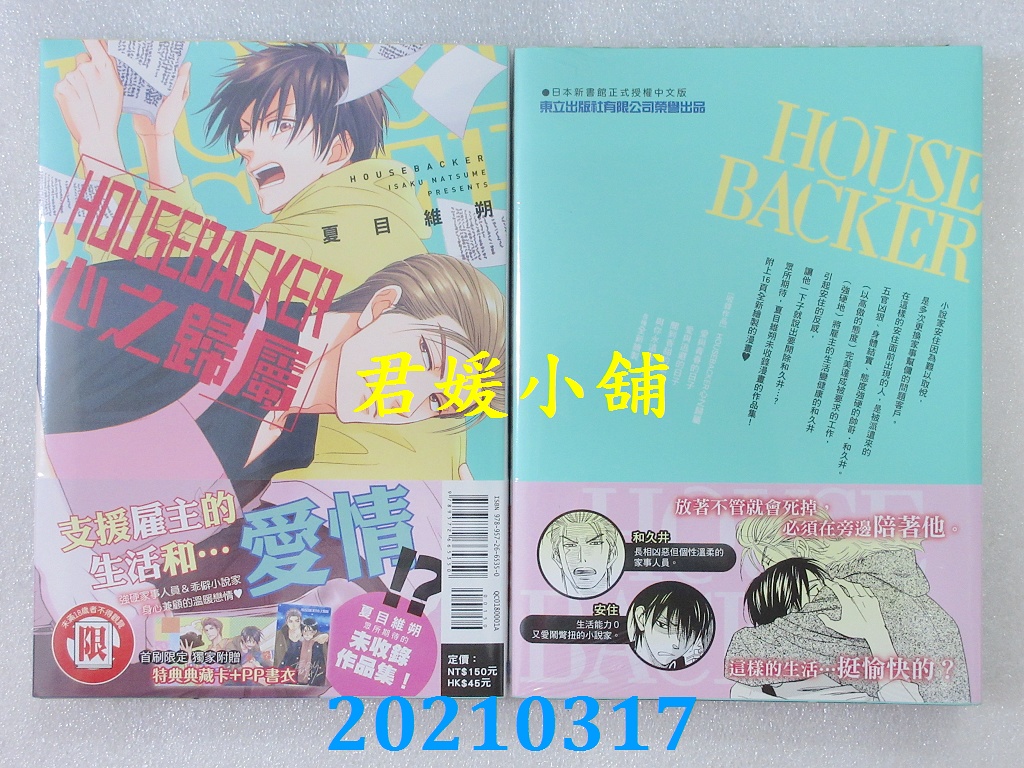 HOUSEBACKER
ISAKU NATSUME
PRESENTS
夏目維朔
HOUSEBACKER
心之歸屬
支援雇主的
生活和…
愛情
!?
強硬家事人員&乖僻小說家
身心兼顧的溫暖戀情♥
未滿18歲者不得觀賞
限
首刷限定 獨家附贈
特典典藏卡+PP書衣
夏目維朔
眾所期待的
未收錄
作品集!
ISBN 978-957-26-6535-0
QC0180001A
定價:
NT$150元
HK$45元
●日本新書館正式授權中文版
東立出版社有限公司榮譽出品
HOUSE
BACKER
小說家安住因為難以取悅,
是多次更換家事幫傭的問題客戶。
在這樣的安住面前出現的人,是被派遣來的
五官凶狠、身體結實、態度強硬的帥哥,和久井。
(以高傲的態度)完美達成被要求的工作,
(強硬地)將雇主的生活變健康的和久井
引起安住的反感,
讓他一下子就說出要開除和久井…?
眾所期待,夏目維朔未收錄漫畫的作品集!
附上16頁全新繪製的漫畫♥
放著不管就會死掉,
必須在旁邊陪著他。
和久井
長相凶惡但個性溫柔的
家事人員。
安住
生活能力0
又愛鬧彆扭的小說家。
這樣的生活…挺愉快的?
HOUSE
BACKER
君媛小舖
20210317